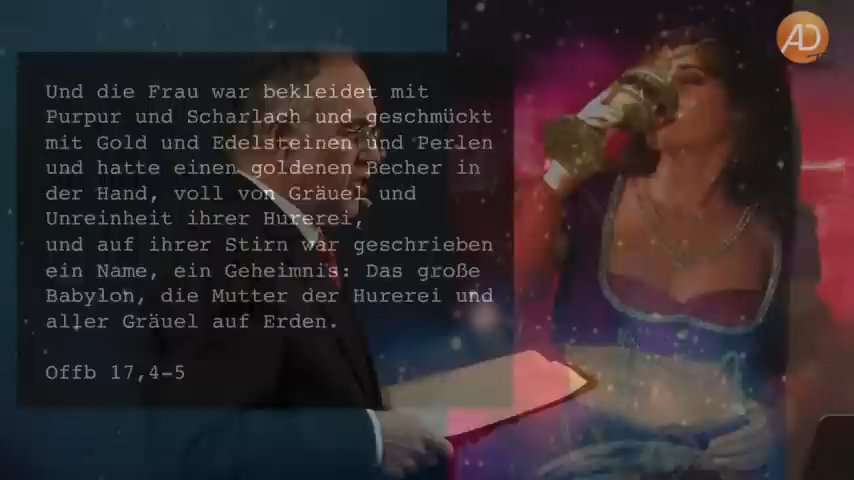 AD
Und die Frau war bekleidet mit
Purpur und Scharlach und geschmückt
mit Gold und Edelsteinen und Perlen
und hatte einen goldenen Becher in
der Hand, voll von Gräuel und
Unreinheit ihrer Hurerei,
und auf ihrer Stirn war geschrieben
ein Name, ein Geheimnis: Das große
Babylon, die Mutter der Hurerei und
aller Gräuel auf Erden.
Offb 17,4-5